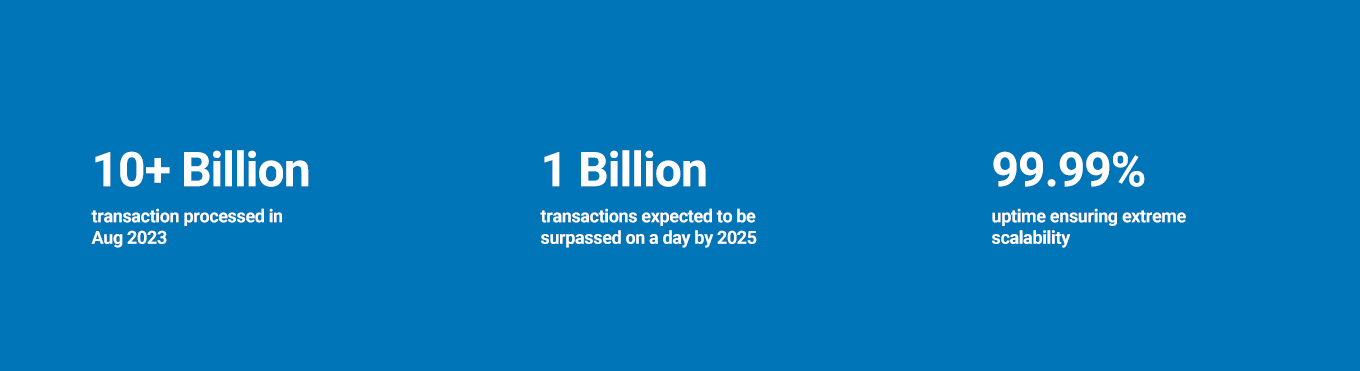 10+ Billion
transaction processed in
Aug 2023
1 Billion
transactions expected to be
surpassed on a day by 2025
99.99%
uptime ensuring extreme
scalability